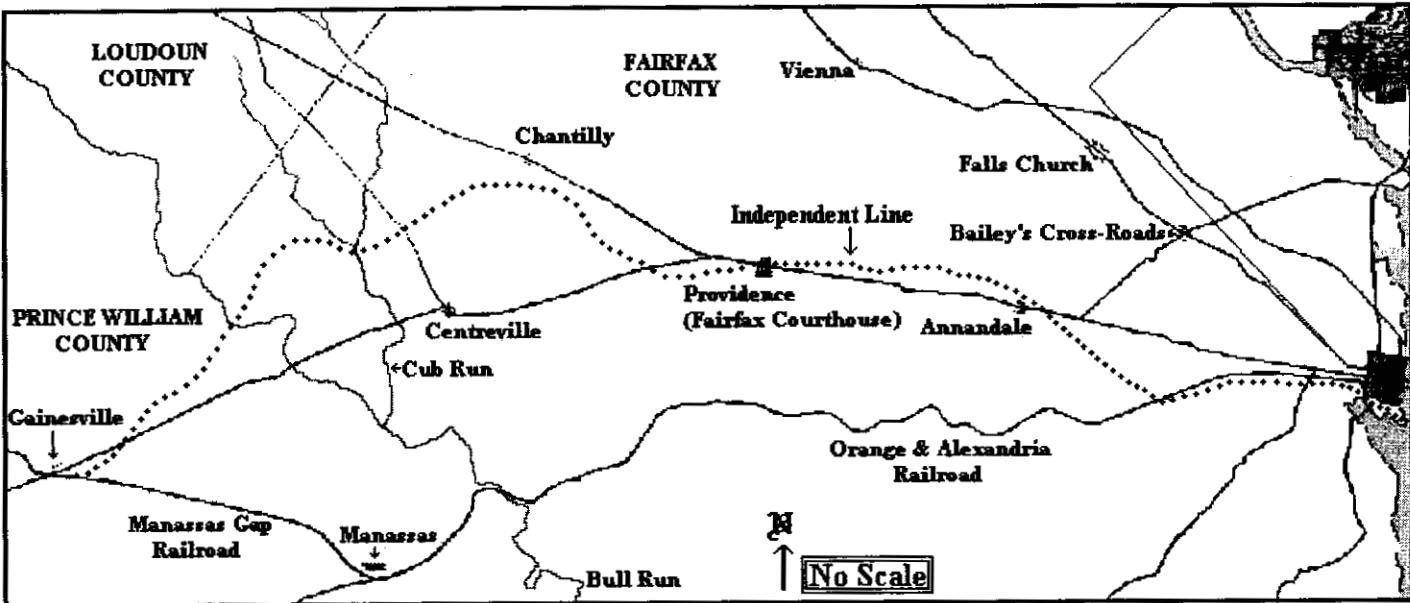 LOUDOUN
COUNTY
FAIRFAX
COUNTY
Vienna
Chantilly
Falls Church
Independent Line
Bailey's Cross-Roads
Providence
(Fairfax Courthouse)
Annandale
PRINCE WILLIAM
COUNTY
Centreville
Cub Run
Gainesville
Orange & Alexandria
Railroad
Manassas Gap
Railroad
Manassas
N
No Scale
Bull Run